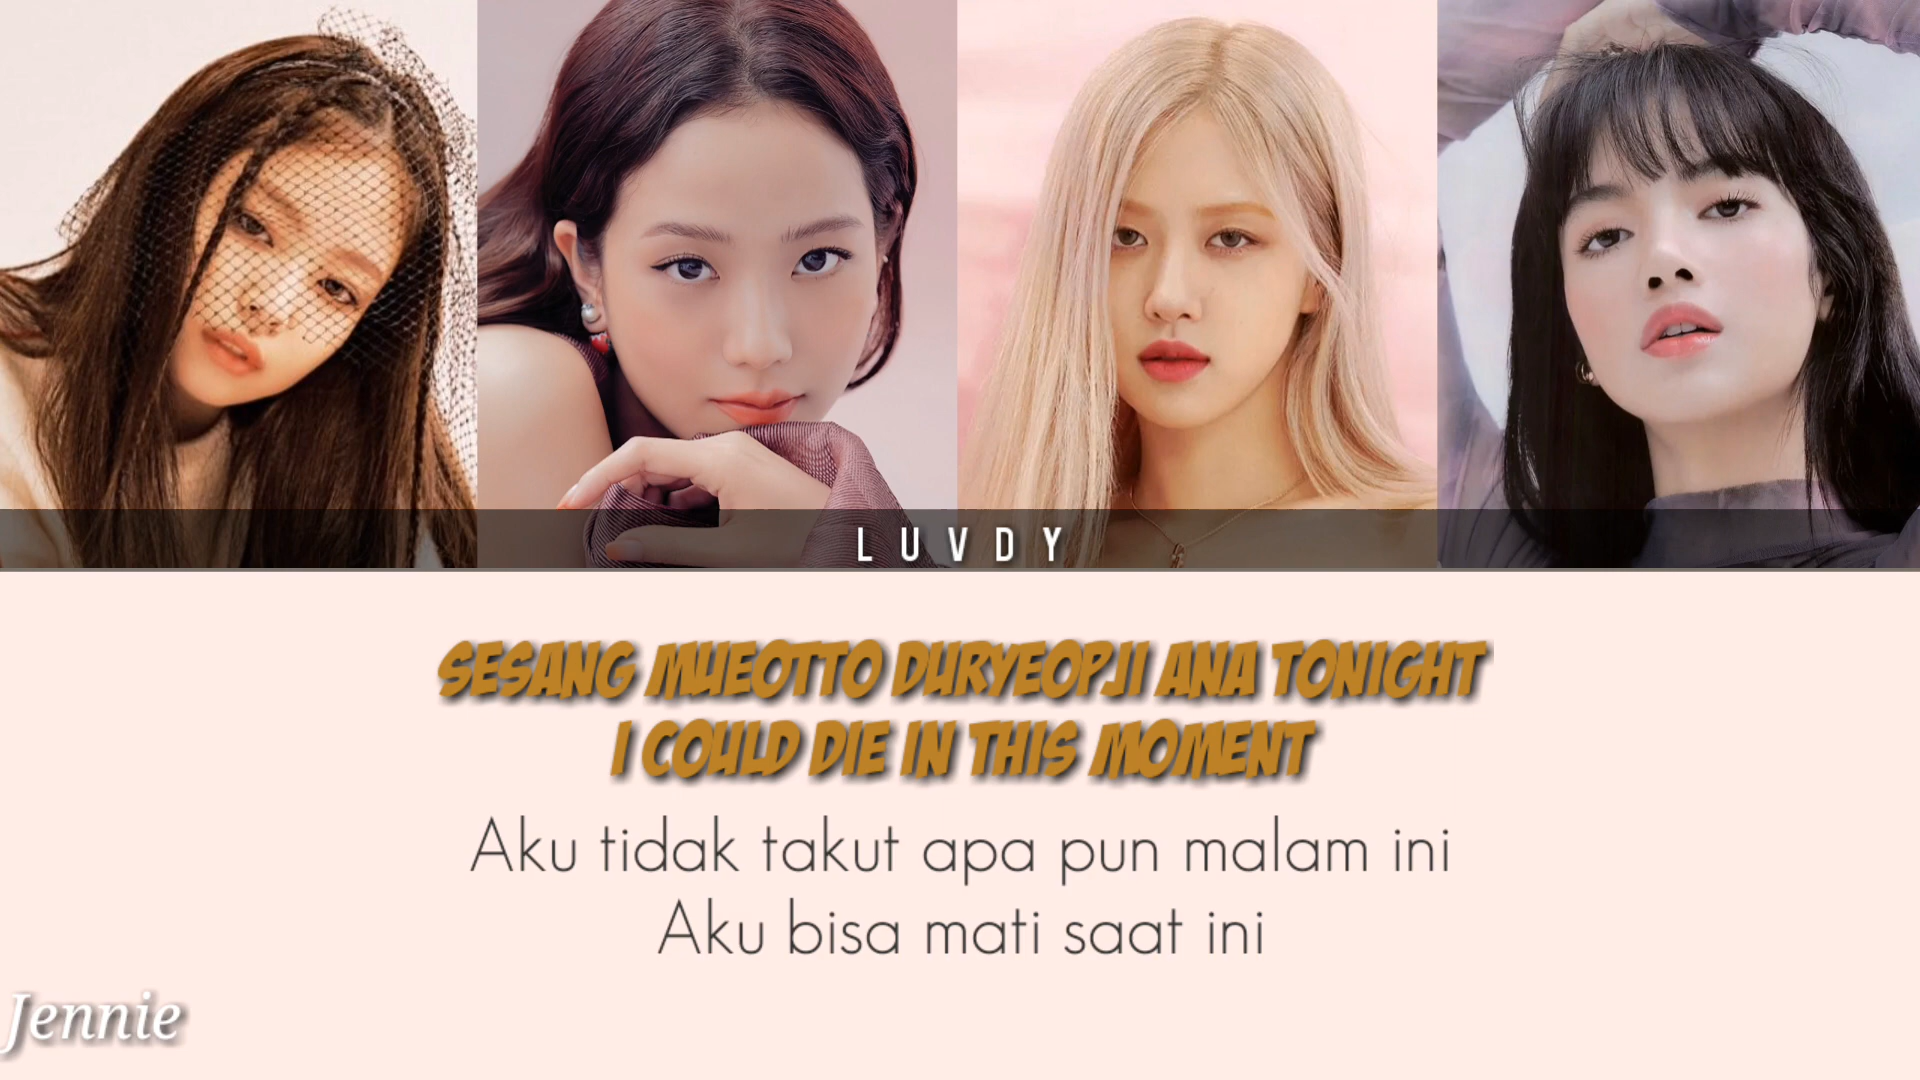 LUVDY
SESANG MUEOTTO DURYEOPJI ANA TONIGHT
I COULD DIE IN THIS MOMENT
Aku tidak takut apa pun malam ini
Aku bisa mati saat ini
Jennie